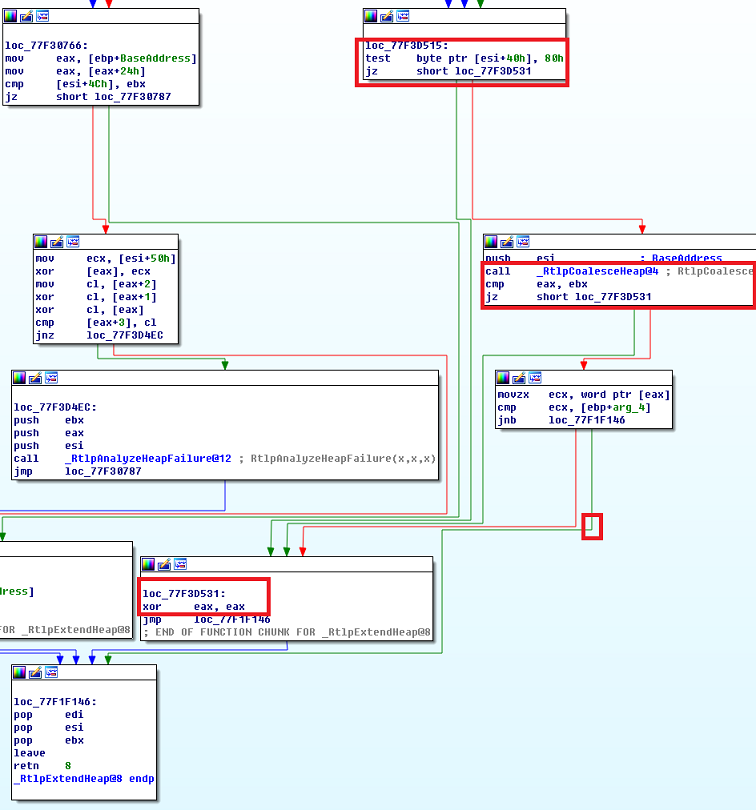 loc_77F30766:
mov eax, [ebp+BaseAddress]
mov eax, [eax+24h]
cmp [esi+4Ch], ebx
jz short loc_77F30787
loc_77F3D515:
test byte ptr [esi+40h], 80h
jz short loc_77F3D531
mov ecx, [esi+50h]
xor [eax], ecx
mov cl, [eax+2]
xor cl, [eax+1]
xor cl, [eax]
cmp [eax+3], cl
jnz loc_77F3D4EC
push esi ; BaseAddress
call _RtlpCoalesceHeap@4 ; RtlpCoalesce
cmp eax, ebx
jz short loc_77F3D531
loc_77F3D4EC:
push ebx
push eax
push esi
call _RtlpAnalyzeHeapFailure@12 ; RtlpAnalyzeHeapFailure(x,x,x)
jmp loc_77F30787
movzx ecx, word ptr [eax]
cmp ecx, [ebp+arg_4]
jnb loc_77F1F146
ress]
FOR _RtlpExtendHeap@8
loc_77F3D531:
xor eax, eax
jmp loc_77F1F146
; END OF FUNCTION CHUNK FOR _RtlpExtendHeap@8
loc_77F1F146:
pop edi
pop esi
pop ebx
leave
retn 8
_RtlpExtendHeap@8 endp